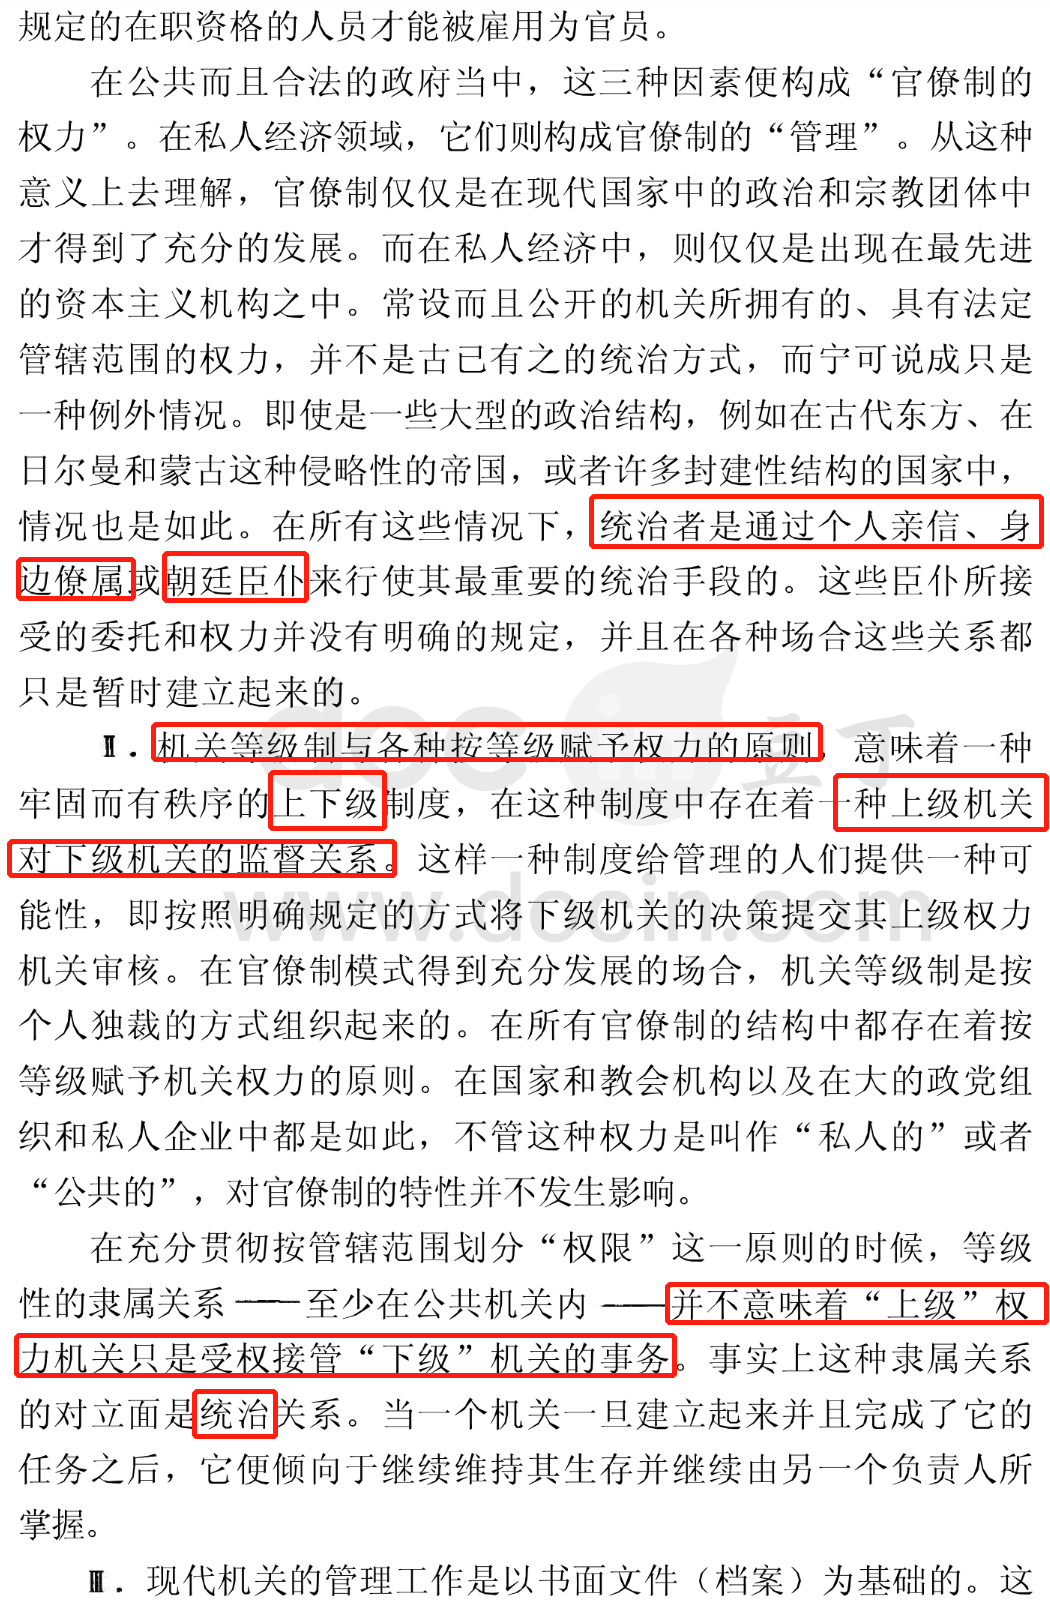 规定的在职资格的人员才能被雇用为官员。
在公共而且合法的政府当中，这三种因素便构成“官僚制的
权力”。在私人经济领域，它们则构成官僚制的“管理”。从这种
意义上去理解，官僚制仅仅是在现代国家中的政治和宗教团体中
才得到了充分的发展。而在私人经济中，则仅仅是出现在最先进
的资本主义机构之中。常设而且公开的机关所拥有的、具有法定
管辖范围的权力，并不是古已有之的统治方式，而宁可说成只是
一种例外情况。即使是一些大型的政治结构，例如在古代东方、在
日尔曼和蒙古这种侵略性的帝国，或者许多封建性结构的国家中，
情况也是如此。在所有这些情况下，统治者是通过个人亲信、身
边僚属或朝廷臣仆来行使其最重要的统治手段的。这些臣仆所接
受的委托和权力并没有明确的规定，并且在各种场合这些关系都
只是暂时建立起来的。
Ⅱ．机关等级制与各种按等级赋予权力的原则，意味着一种
牢固而有秩序的上下级制度，在这种制度中存在着一种上级机关
对下级机关的监督关系。这样一种制度给管理的人们提供一种可
能性，即按照明确规定的方式将下级机关的决策提交其上级权力
机关审核。在官僚制模式得到充分发展的场合，机关等级制是按
个人独裁的方式组织起来的。在所有官僚制的结构中都存在着按
等级赋予机关权力的原则。在国家和教会机构以及在大的政党组
织和私人企业中都是如此，不管这种权力是叫作“私人的”或者
“公共的”，对官僚制的特性并不发生影响。
在充分贯彻按管辖范围划分“权限”这一原则的时候，等级
性的隶属关系——至少在公共机关内——并不意味着“上级”权
力机关只是受权接管“下级”机关的事务。事实上这种隶属关系
的对立面是统治关系。当一个机关一旦建立起来并且完成了它的
任务之后，它便倾向于继续维持其生存并继续由另一个负责人所
掌握。
Ⅲ．现代机关的管理工作是以书面文件（档案）为基础的。这
doc in 豆丁
www.docin.com